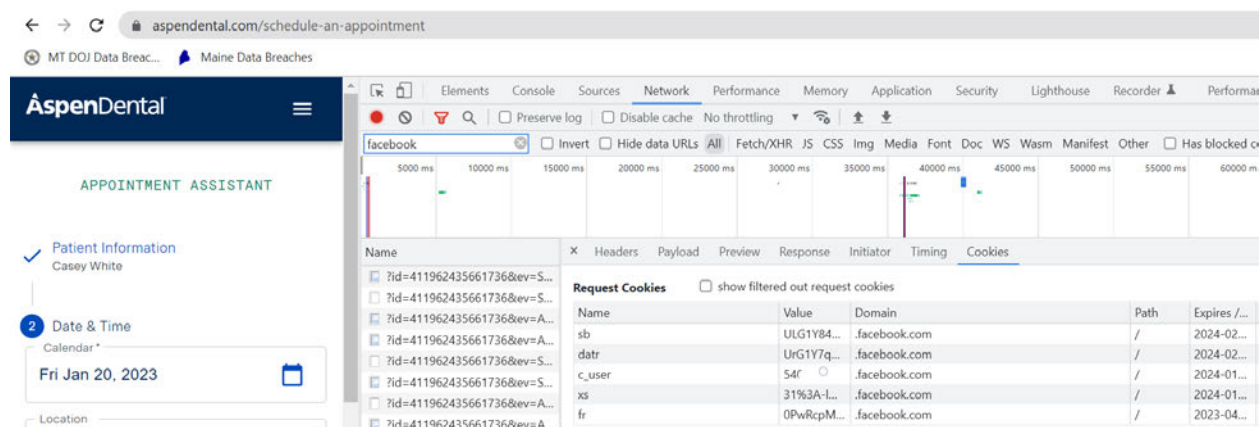 aspendental.com/schedule-an-appointment
MT DOJ Data Breac... Maine Data Breaches
ÂspenDental
APPOINTMENT ASSISTANT
Patient Information
Casey White
2 Date & Time
Calendar*
Fri Jan 20, 2023
Location
Elements Console Sources Network Performance Memory Application Security Lighthouse Recorder Performa
Preserve log Disable cache No throttling
facebook Invert Hide data URLs All Fetch/XHR JS CSS Img Media Font Doc WS Wasm Manifest Other Has blocked c
5000 ms 10000 ms 15000 ms 20000 ms 25000 ms 30000 ms 35000 ms 40000 ms 45000 ms 50000 ms 55000 ms 60000 m
Name
?id=411962435661736&ev=S...
?id=411962435661736&ev=S...
?id=411962435661736&ev=A...
?id=411962435661736&ev=A...
?id=411962435661736&ev=S...
?id=411962435661736&ev=S...
?id=411962435661736&ev=A...
?id=411962435661736&ev=A
× Headers Payload Preview Response Initiator Timing Cookies
Request Cookies show filtered out request cookies
Name Value Domain Path Expires /...
sb ULG1Y84... .facebook.com / 2024-02...
datr UrG1Y7q... .facebook.com / 2024-02...
c_user .facebook.com / 2024-01...
xs 31%3A-l... .facebook.com / 2024-01...
fr 0PwRcpM... .facebook.com / 2023-04...